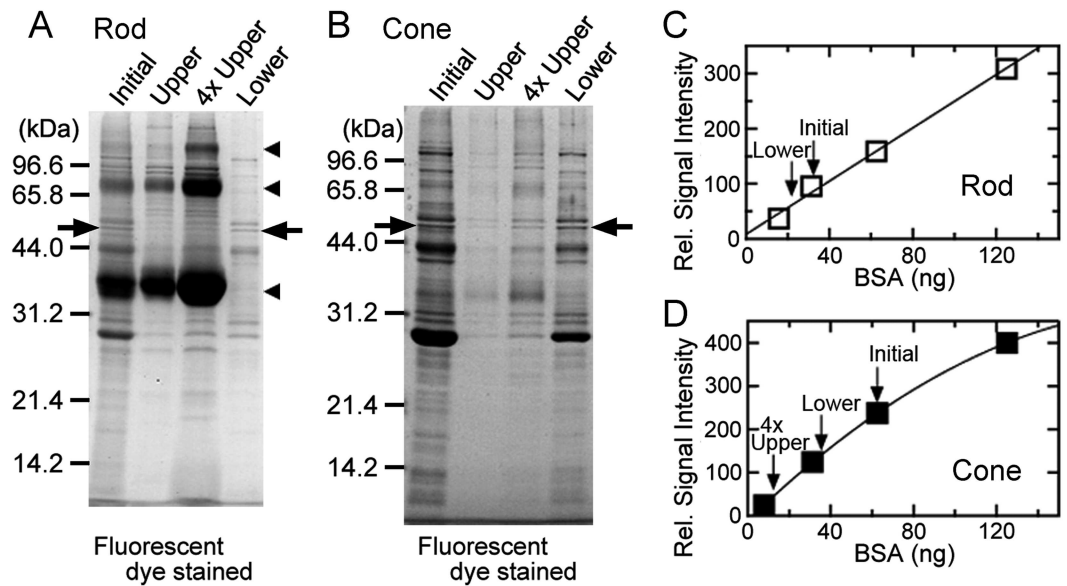 A Rod
Initial
Upper
4x Upper
Lower
(kDa)
96.6
65.8
44.0
31.2
21.4
14.2
Fluorescent
dye stained
B Cone
Initial
Upper
4x Upper
Lower
(kDa)
96.6
65.8
44.0
31.2
21.4
14.2
Fluorescent
dye stained
C
Rel. Signal Intensity
300
200
100
0
Initial
Lower
Rod
0 40 80 120
BSA (ng)
D
Rel. Signal Intensity
400
300
200
100
0
Initial
Lower
4x
Upper
Cone
0 40 80 120
BSA (ng)